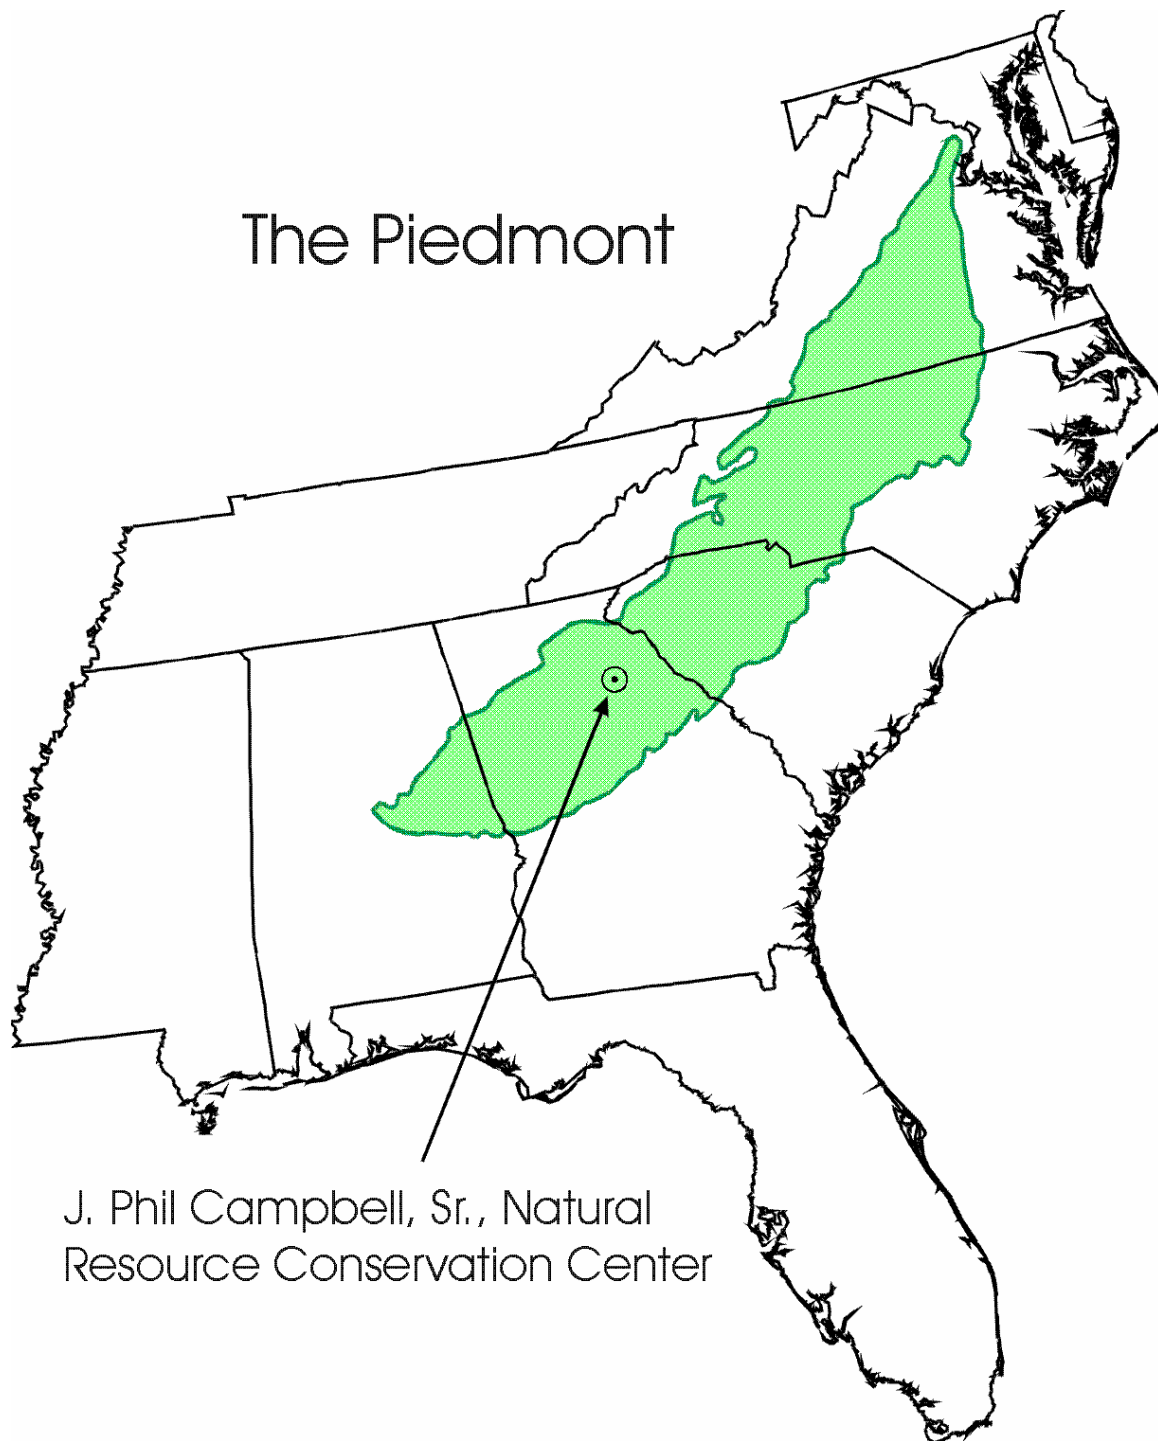 The Piedmont
J. Phil Campbell, Sr., Natural
Resource Conservation Center